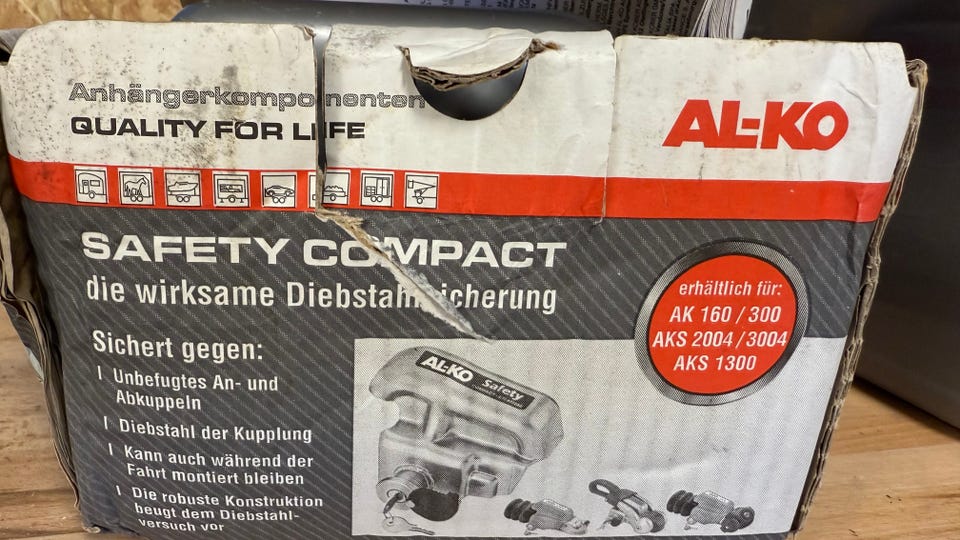 Anhängerkomponenten
QUALITY FOR LIFE
AL-KO
SAFETY COMPACT
die wirksame Diebstahlsicherung
erhältlich für:
AK 160 / 300
AKS 2004 / 3004
AKS 1300
Sichert gegen:
Unbefugtes An- und
Abkuppeln
Diebstahl der Kupplung
Kann auch während der
Fahrt montiert bleiben
Die robuste Konstruktion
beugt dem Diebstahl-
versuch vor
AL-KO Safety